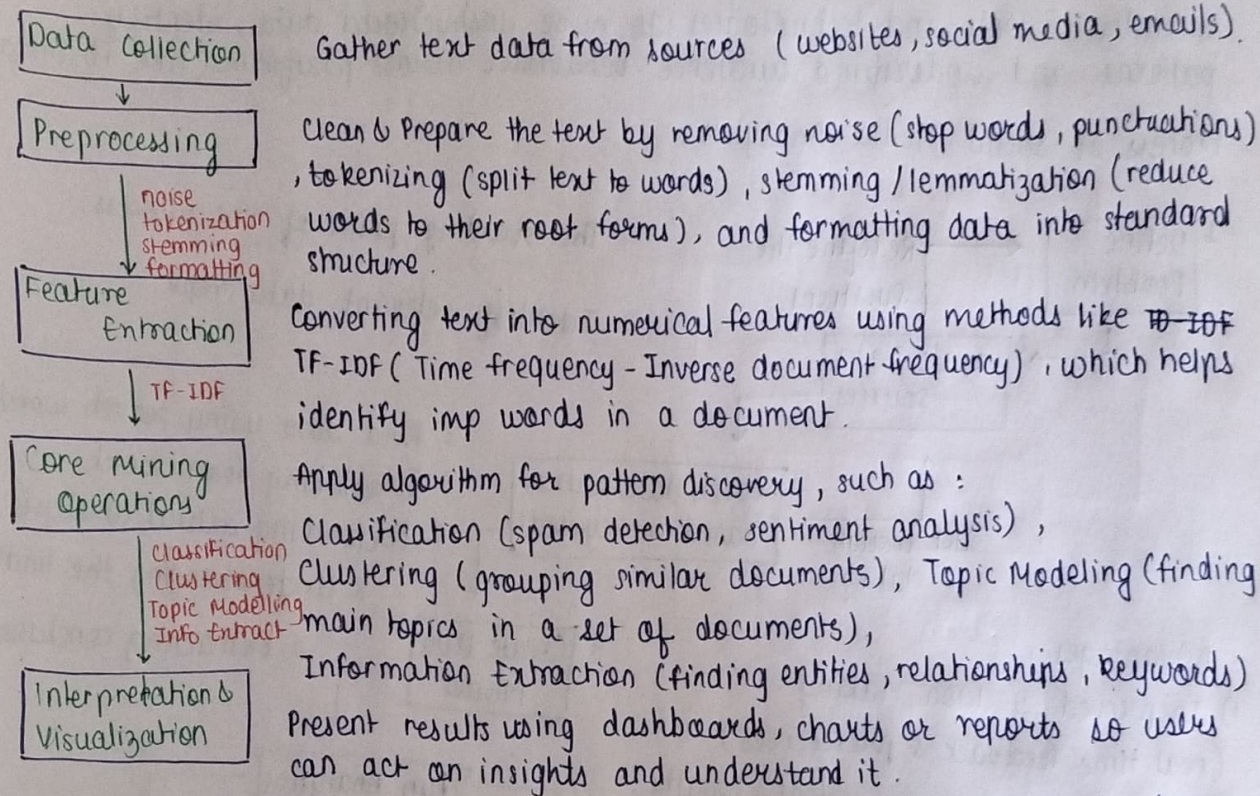 Data Collection
Gather text data from sources (websites, social media, emails).
Preprocessing
Clean & Prepare the text by removing noise (stop words, punctuations)
, tokenizing (split text to words), stemming / lemmatization (reduce
words to their root forms), and formatting data into standard
structure.
noise
tokenization
stemming
formatting
Feature
Extraction
Converting text into numerical features using methods like TD-IDF
TF-IDF ( Time frequency - Inverse document frequency) , which helps
identify imp words in a document.
TF-IDF
Core Mining
Operations
Apply algorithm for pattern discovery, such as :
Classification (spam detection, sentiment analysis) ,
Clustering (grouping similar documents), Topic Modeling (finding
main topics in a set of documents),
Information Extraction (finding entities, relationships, keywords)
Classification
Clustering
Topic Modelling
Info Extract
Interpretation &
Visualization
Present results using dashboards, charts or reports so users
can act on insights and understand it.